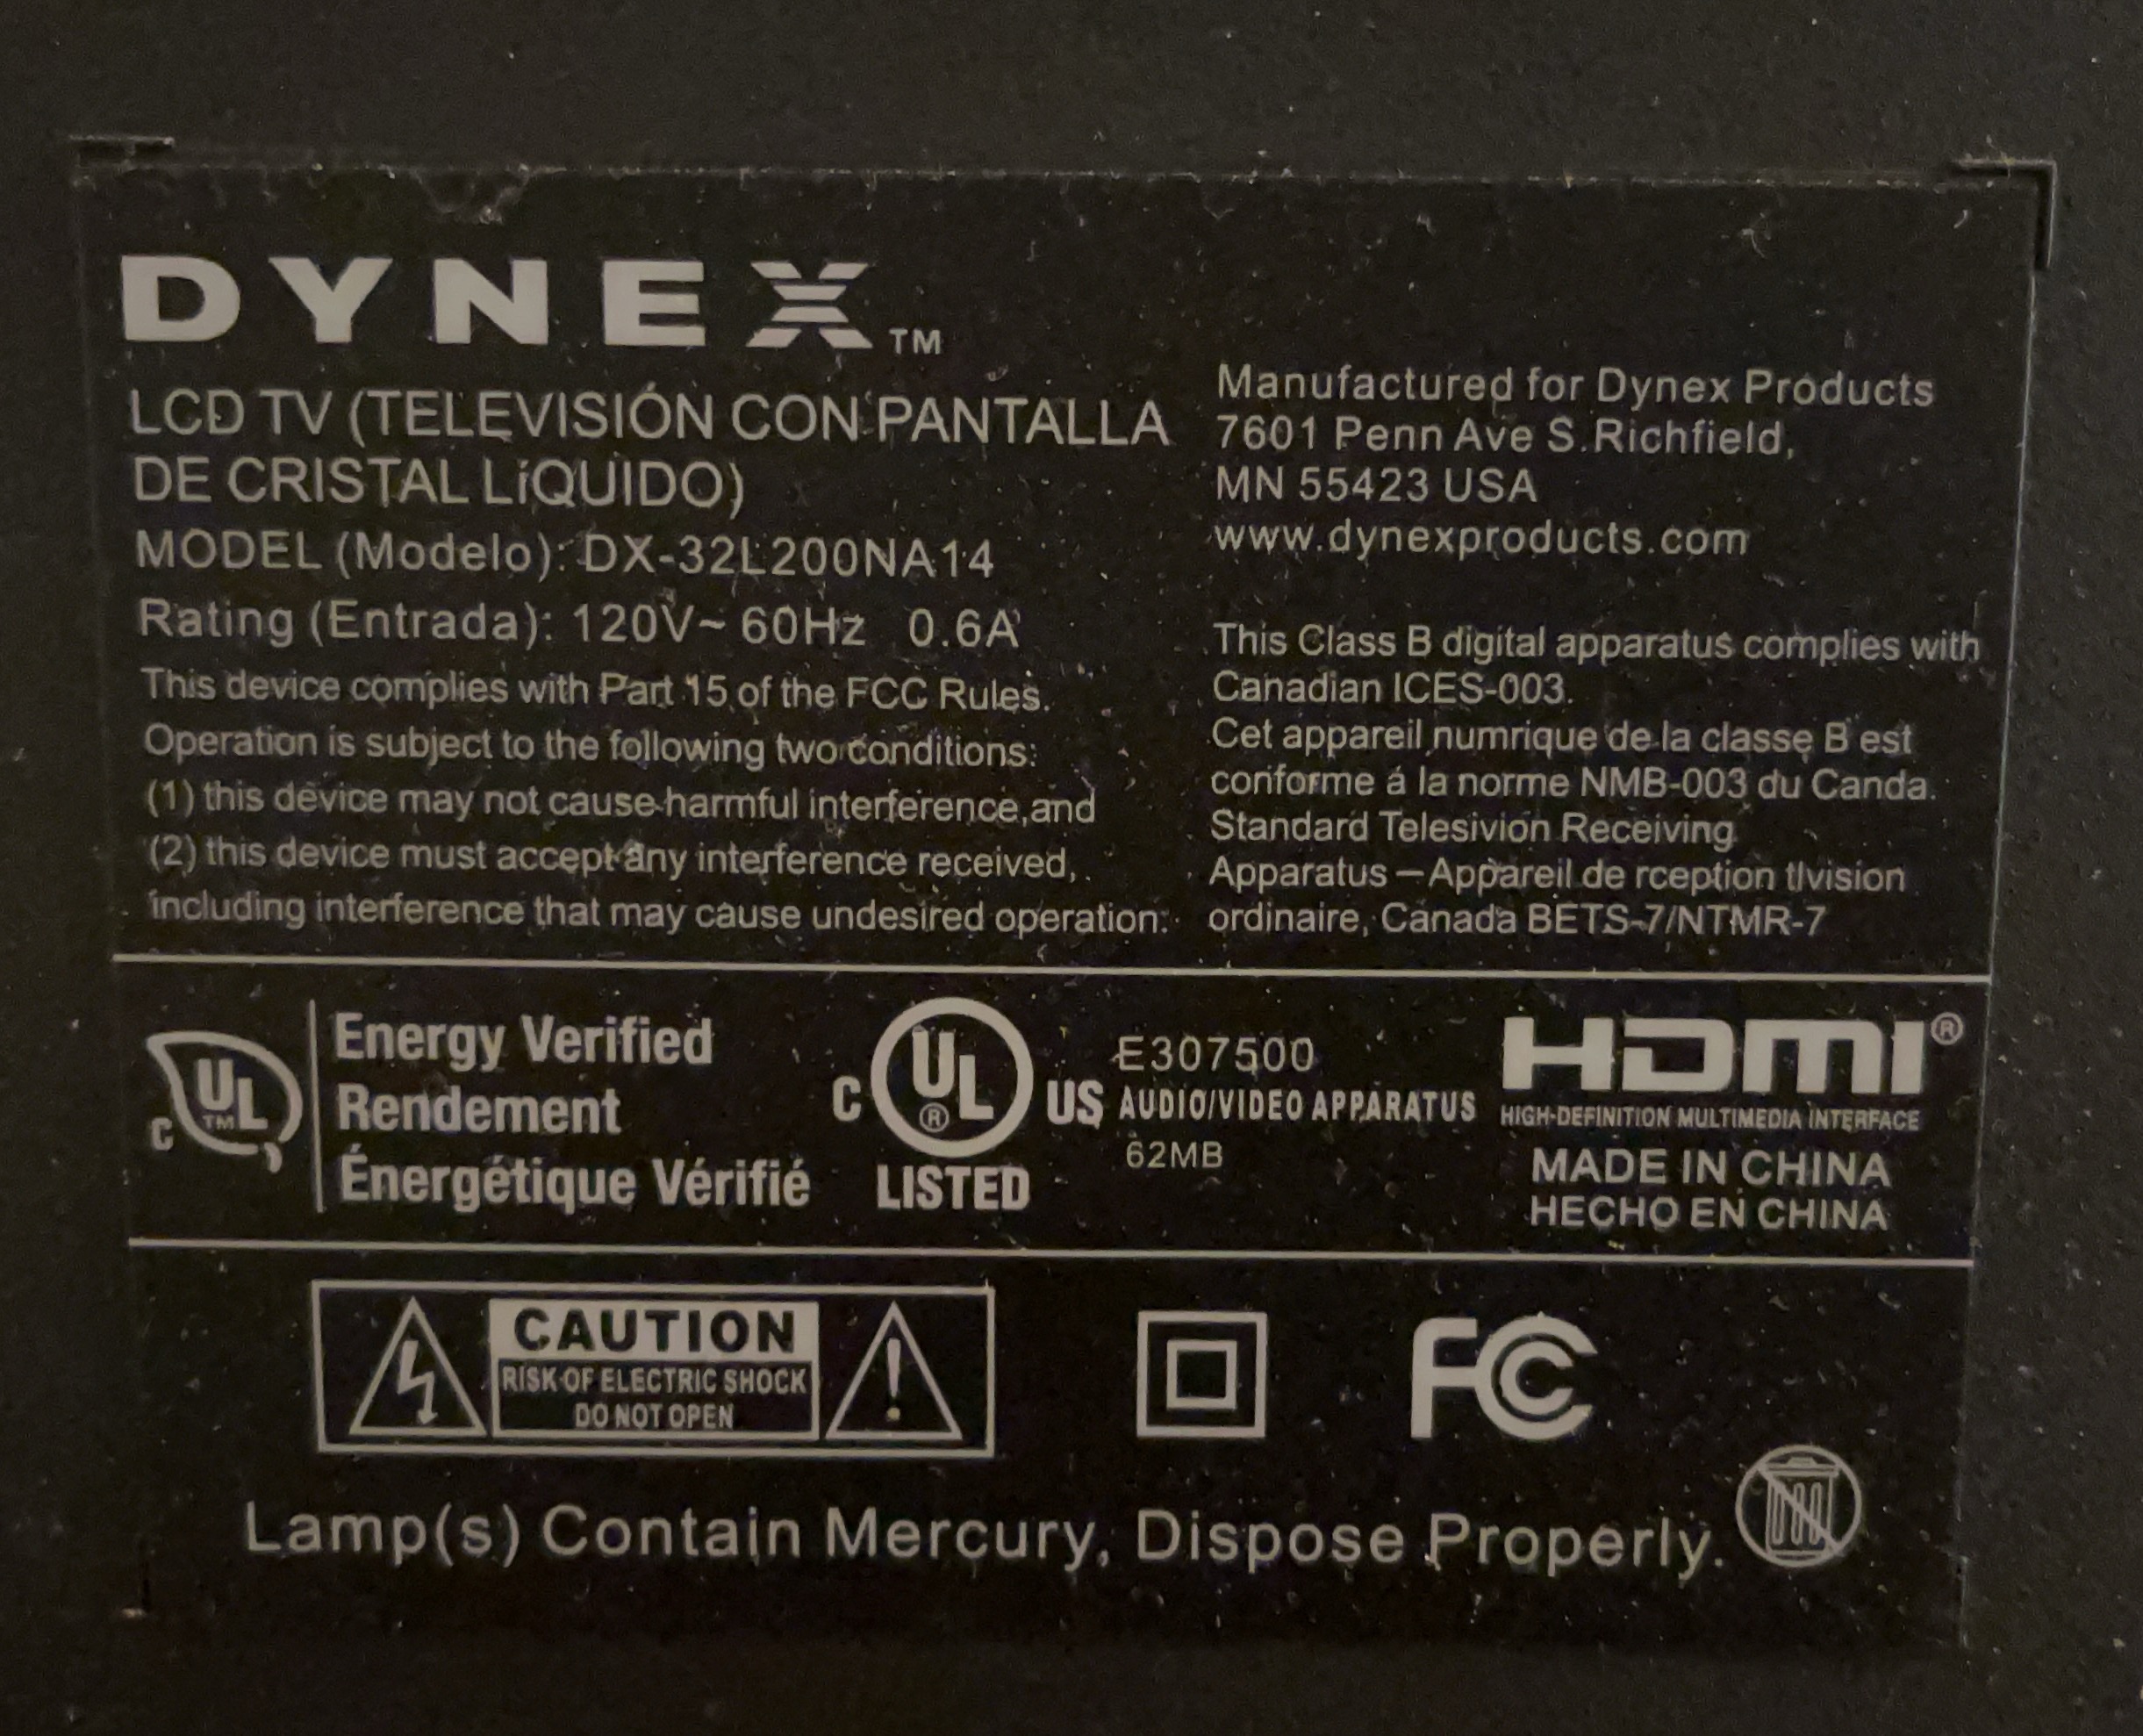 DYNEX™
LCD TV (TELEVISIÓN CON PANTALLA
DE CRISTAL LíQUIDO)
MODEL (Modelo): DX-32L200NA14
Rating (Entrada): 120V~ 60Hz 0.6A
This device complies with Part 15 of the FCC Rules.
Operation is subject to the following two conditions:
(1) this device may not cause harmful interference,and
(2) this device must accept any interference received,
including interference that may cause undesired operation.
Manufactured for Dynex Products
7601 Penn Ave S.Richfield,
MN 55423 USA
www.dynexproducts.com
This Class B digital apparatus complies with
Canadian ICES-003.
Cet appareil numrique de la classe B est
conforme á la norme NMB-003 du Canda.
Standard Telesivion Receiving
Apparatus – Appareil de rception tlvision
ordinaire, Canada BETS-7/NTMR-7
C UL™
Energy Verified
Rendement
Énergétique Vérifié
C UL® US
LISTED
E307500
AUDIO/VIDEO APPARATUS
62MB
HDMI®
HIGH-DEFINITION MULTIMEDIA INTERFACE
MADE IN CHINA
HECHO EN CHINA
CAUTION
RISK OF ELECTRIC SHOCK
DO NOT OPEN
FC
Lamp(s) Contain Mercury, Dispose Properly.